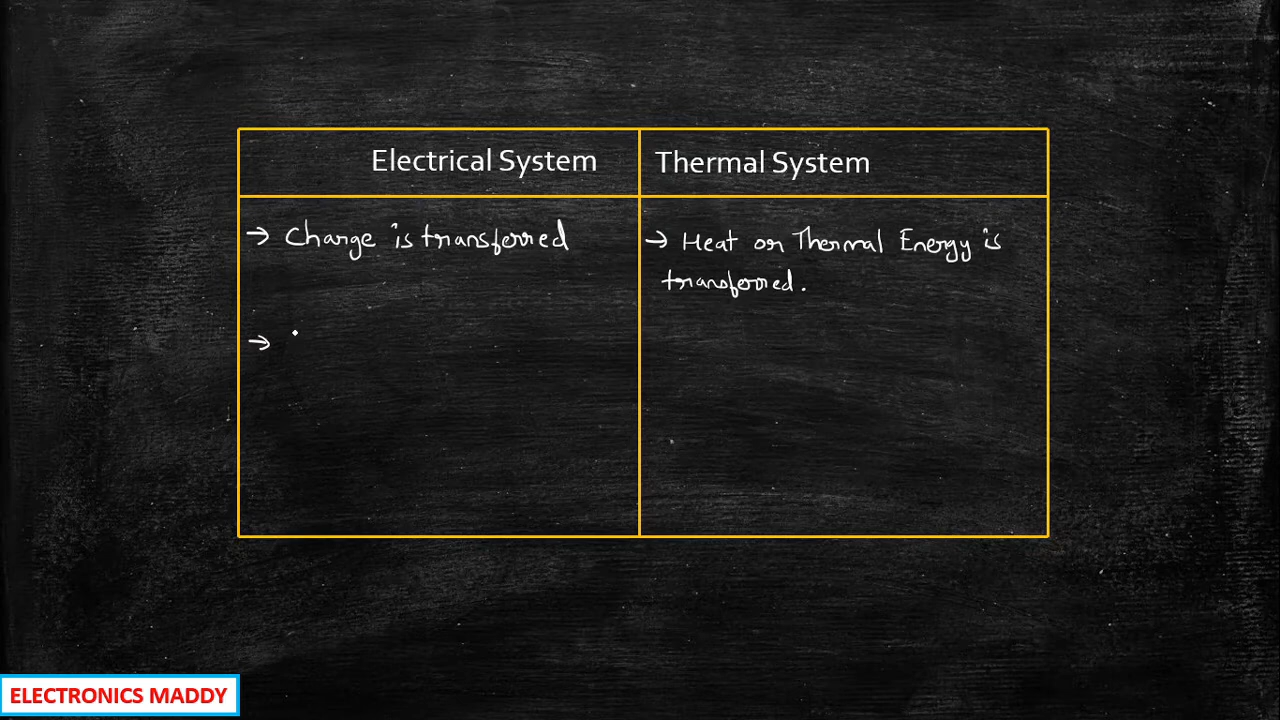 Electrical System
Thermal System
→ Charge is transferred
→ Heat or Thermal Energy is
transferred.
→
ELECTRONICS MADDY